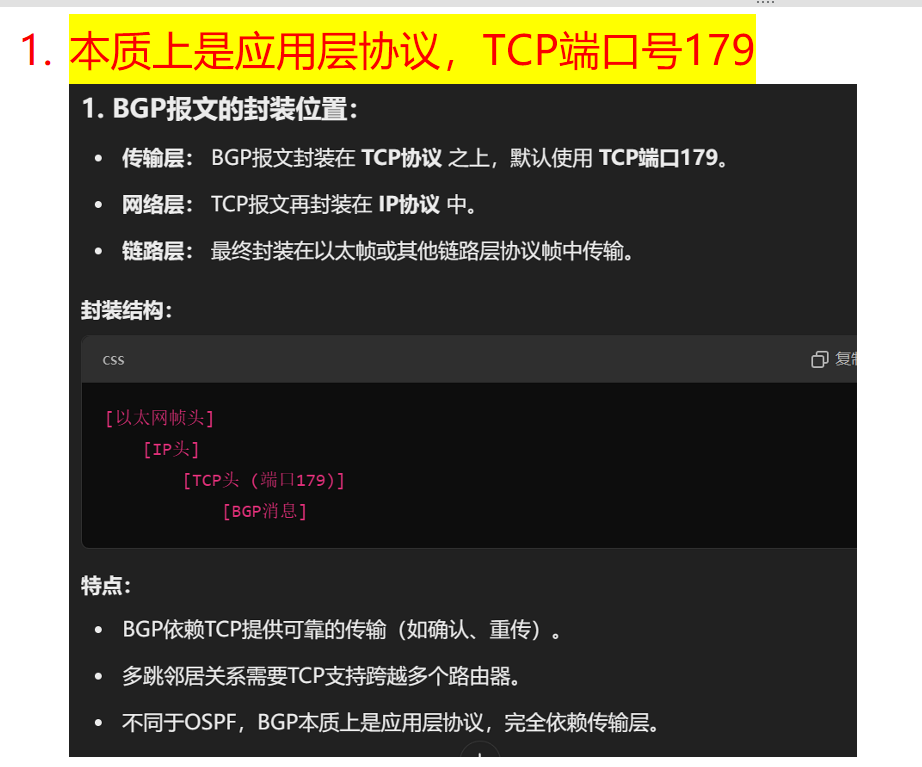 1. 本质上是应用层协议，TCP端口号179
1. BGP报文的封装位置：
• 传输层： BGP报文封装在 TCP协议 之上，默认使用 TCP端口179。
• 网络层： TCP报文再封装在 IP协议 中。
• 链路层： 最终封装在以太帧或其他链路层协议帧中传输。
封装结构：
css 复制
[以太网帧头]
[IP头]
[TCP头 (端口179)]
[BGP消息]
特点：
• BGP依赖TCP提供可靠的传输（如确认、重传）。
• 多跳邻居关系需要TCP支持跨越多个路由器。
• 不同于OSPF，BGP本质上是应用层协议，完全依赖传输层。